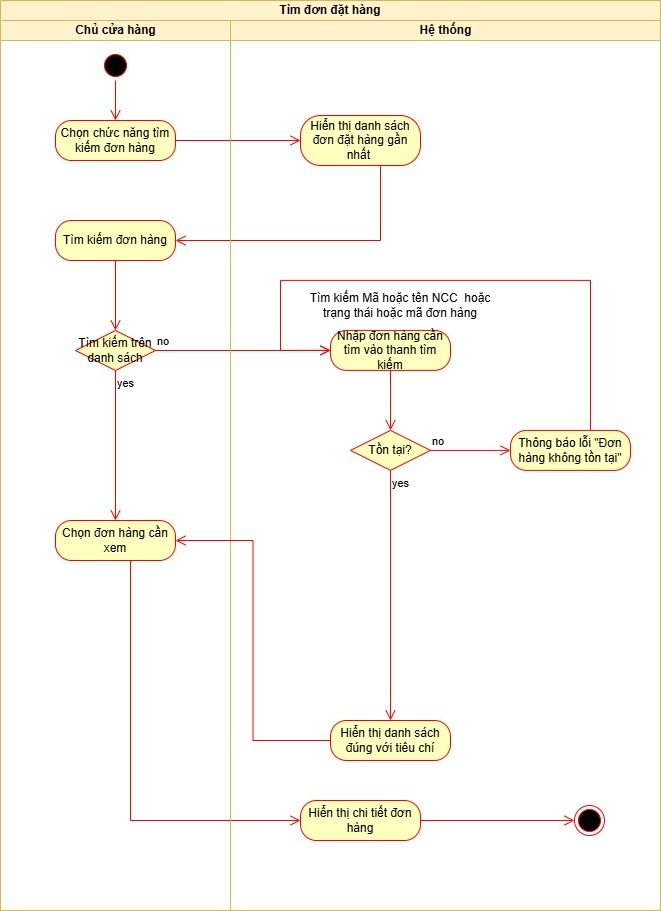 Tìm đơn đặt hàng
Chủ cửa hàng
Hệ thống
Chọn chức năng tìm
kiếm đơn hàng
Hiển thị danh sách
đơn đặt hàng gần
nhất
Tìm kiếm đơn hàng
Tìm kiếm Mã hoặc tên NCC hoặc
trạng thái hoặc mã đơn hàng
Tìm kiếm trên
danh sách
no
yes
Nhập đơn hàng cần
tìm vào thanh tìm
kiếm
Tồn tại?
no
yes
Thông báo lỗi "Đơn
hàng không tồn tại"
Chọn đơn hàng cần
xem
Hiển thị danh sách
đúng với tiêu chí
Hiển thị chi tiết đơn
hàng